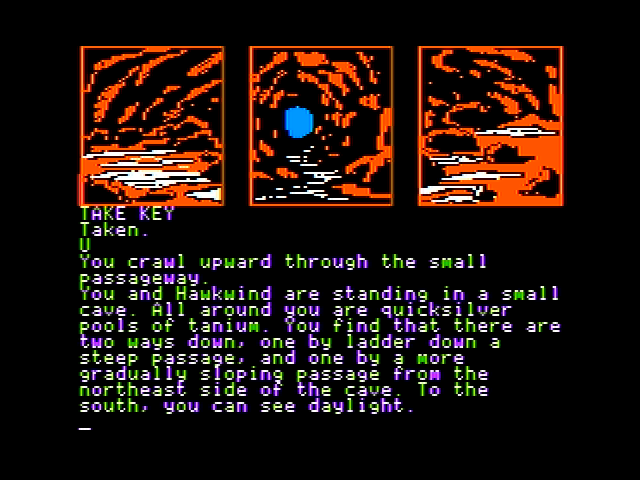 TAKE KEY
Taken.
U
You crawl upward through the small
passageway.
You and Hawkwind are standing in a small
cave. All around you are quicksilver
pools of tanium. You find that there are
two ways down, one by ladder down a
steep passage, and one by a more
gradually sloping passage from the
northeast side of the cave. To the
south, you can see daylight.